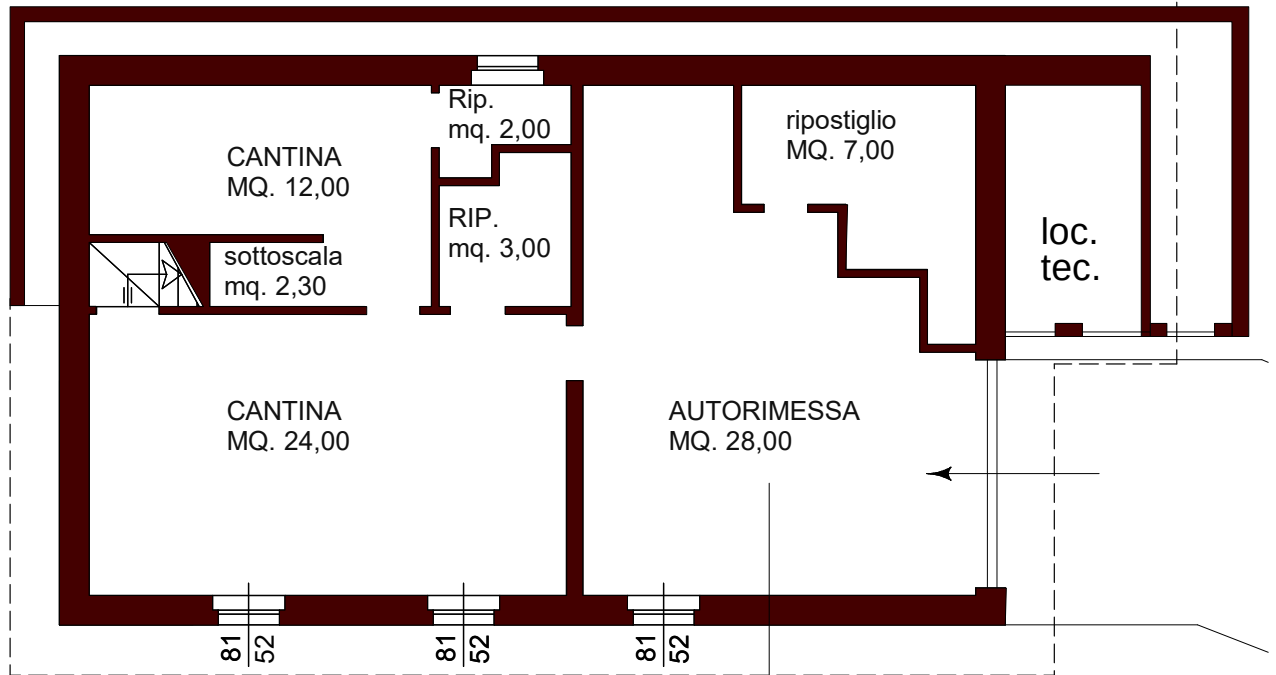 Rip.
mq. 2,00
ripostiglio
MQ. 7,00
CANTINA
MQ. 12,00
RIP.
mq. 3,00
loc.
tec.
sottoscala
mq. 2,30
CANTINA
MQ. 24,00
AUTORIMESSA
MQ. 28,00
81
52
81
52
81
52